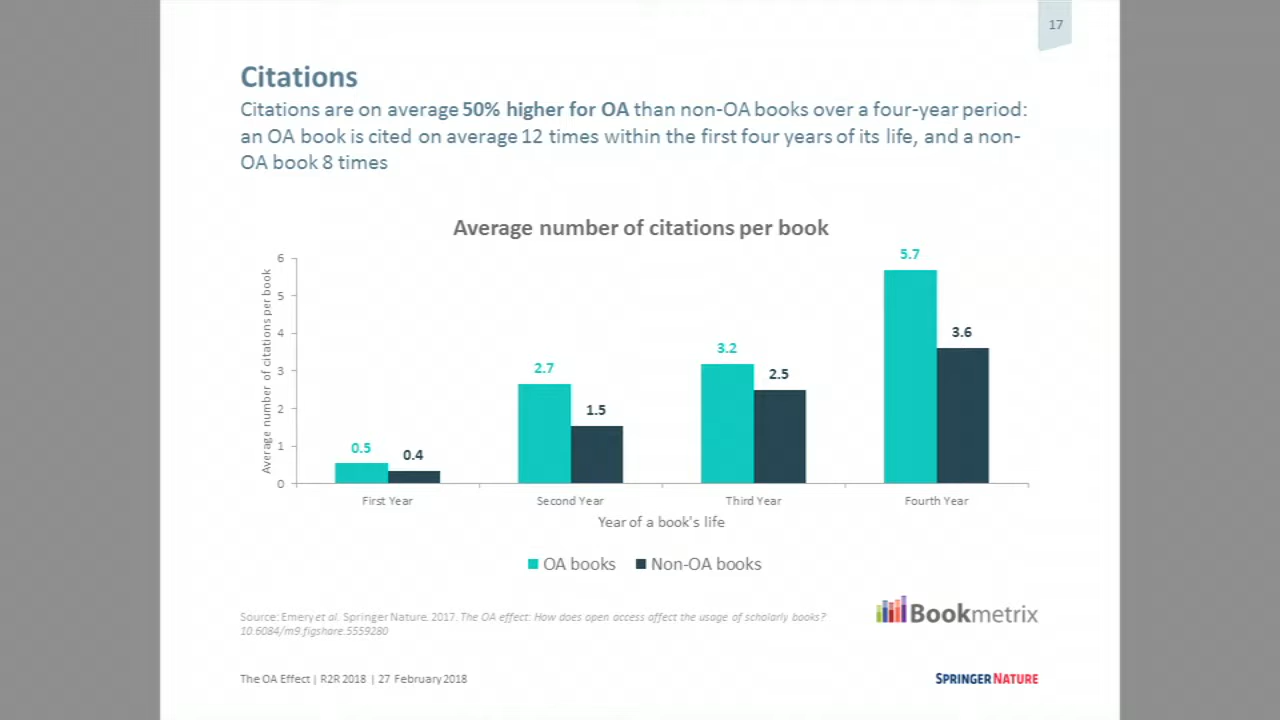 17
Citations
Citations are on average 50% higher for OA than non-OA books over a four-year period:
an OA book is cited on average 12 times within the first four years of its life, and a non-
OA book 8 times
Average number of citations per book
Average number of citations per book
6
5
4
3
2
1
0
0.5
0.4
2.7
1.5
3.2
2.5
5.7
3.6
First Year
Second Year
Third Year
Fourth Year
Year of a book's life
OA books
Non-OA books
Source: Emery et al. Springer Nature. 2017. The OA effect: How does open access affect the usage of scholarly books?
10.6084/m9.figshare.5559280
Bookmetrix
The OA Effect | R2R 2018 | 27 February 2018
SPRINGER NATURE